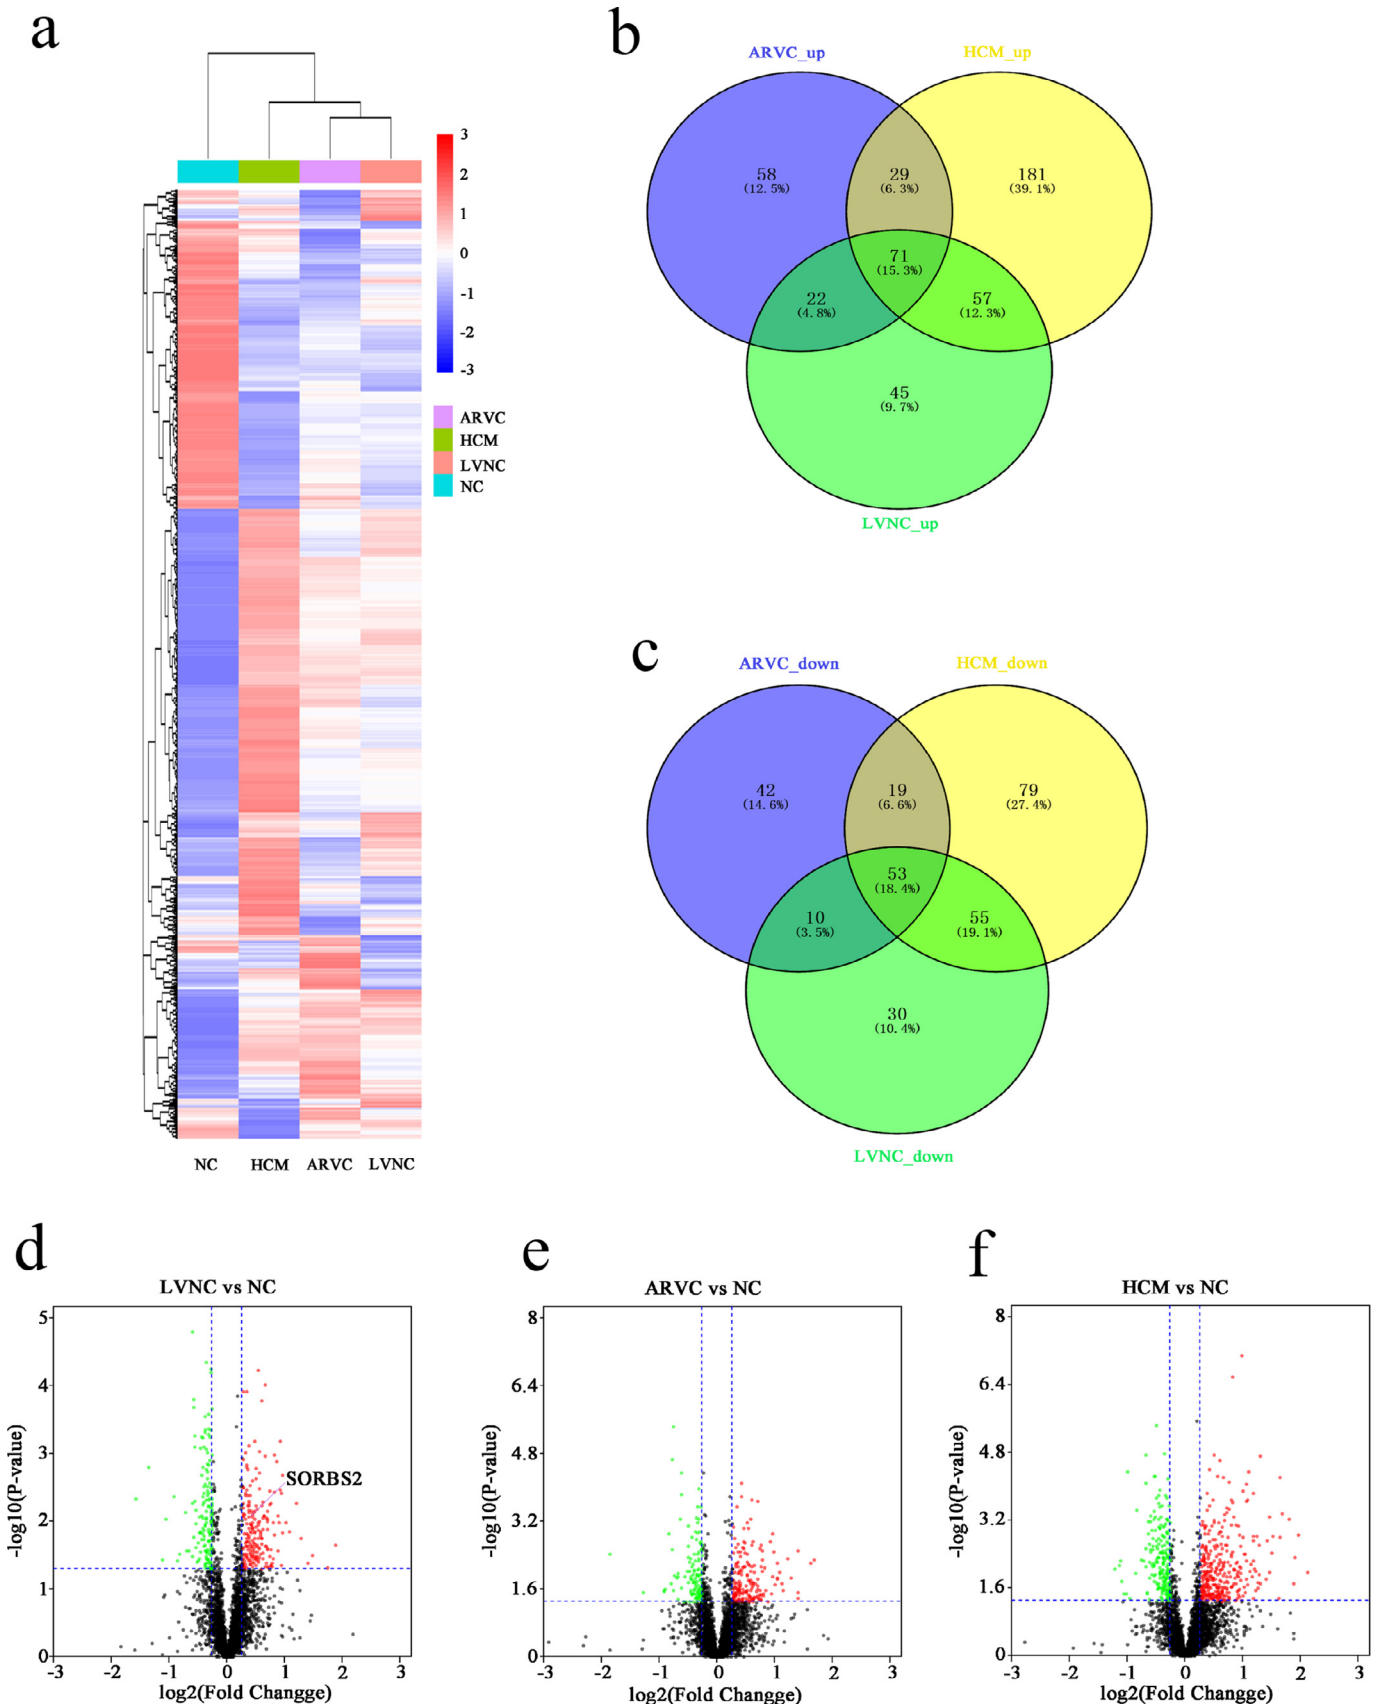 a
3
2
1
0
-1
-2
-3
ARVC
HCM
LVNC
NC
NC HCM ARVC LVNC
b
ARVC_up HCM_up
58 29 181
(12.5%) (6.3%) (39.1%)
71
(15.3%)
22 57
(4.8%) (12.3%)
45
(9.7%)
LVNC_up
c
ARVC_down HCM_down
42 19 79
(14.6%) (6.6%) (27.4%)
53
(18.4%)
10 55
(3.5%) (19.1%)
30
(10.4%)
LVNC_down
d
LVNC vs NC
-log10(P-value)
5
4
3
2
1
0
SORBS2
-3 -2 -1 0 1 2 3
log2(Fold Changge)
e
ARVC vs NC
-log10(P-value)
8
6.4
4.8
3.2
1.6
0
-3 -2 -1 0 1 2 3
log2(Fold Changge)
f
HCM vs NC
-log10(P-value)
8
6.4
4.8
3.2
1.6
0
-3 -2 -1 0 1 2 3
log2(Fold Changge)